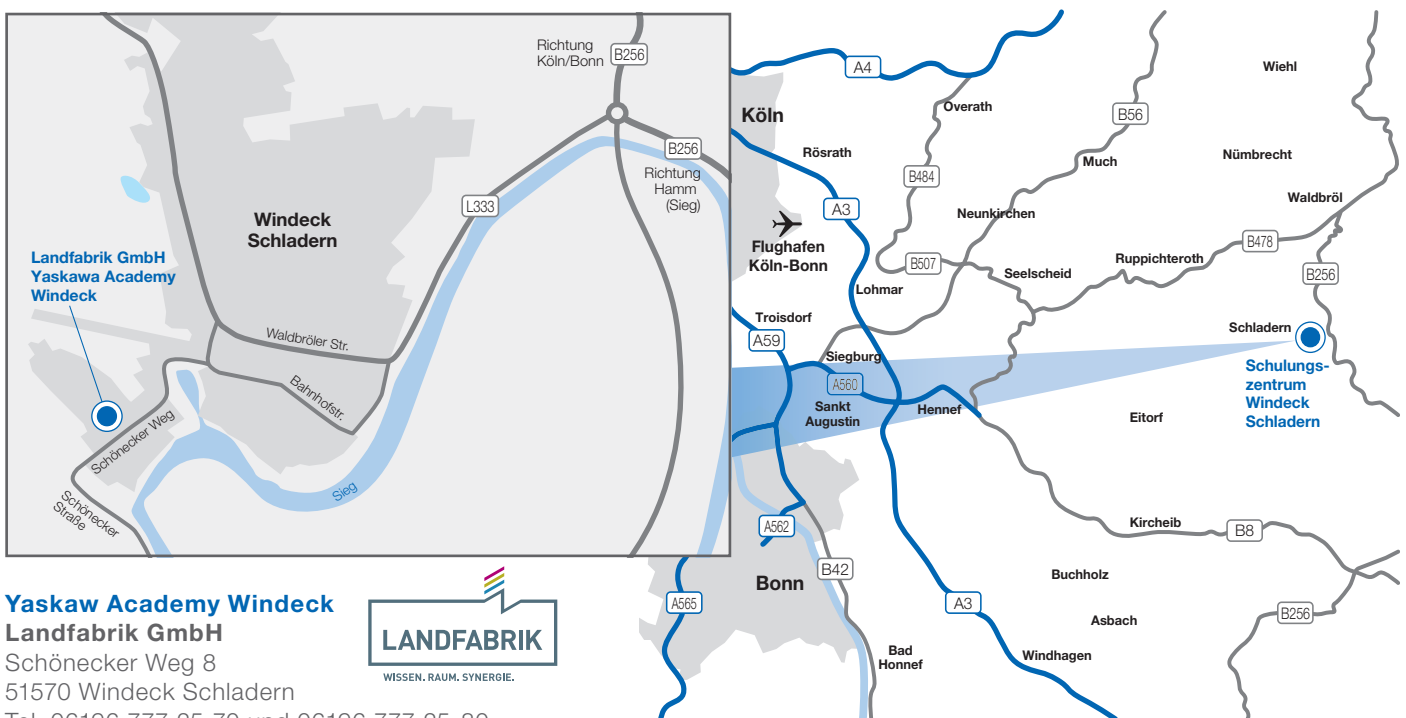 Richtung
Köln/Bonn
B256
B256
Richtung
Hamm
(Sieg)
L333
Windeck
Schladern
Landfabrik GmbH
Yaskawa Academy
Windeck
Waldbröler Str.
Bahnhofstr.
Schönecker Weg
Schönecker
Straße
Sieg
A4
Wiehl
Köln
Overath
B56
Rösrath
Much
Nümbrecht
B484
Waldbröl
A3
Neunkirchen
Flughafen
Köln-Bonn
B478
B507
Ruppichteroth
Seelscheid
B256
Lohmar
Troisdorf
Schladern
A59
Siegburg
Schulungs-
zentrum
Windeck
Schladern
A560
Sankt
Augustin
Hennef
Eitorf
A562
Kircheib
B8
B42
Bonn
Buchholz
A565
A3
Asbach
B256
Bad
Honnef
Windhagen
Yaskaw Academy Windeck
Landfabrik GmbH
Schönecker Weg 8
51570 Windeck Schladern
LANDFABRIK
WISSEN. RAUM. SYNERGIE.